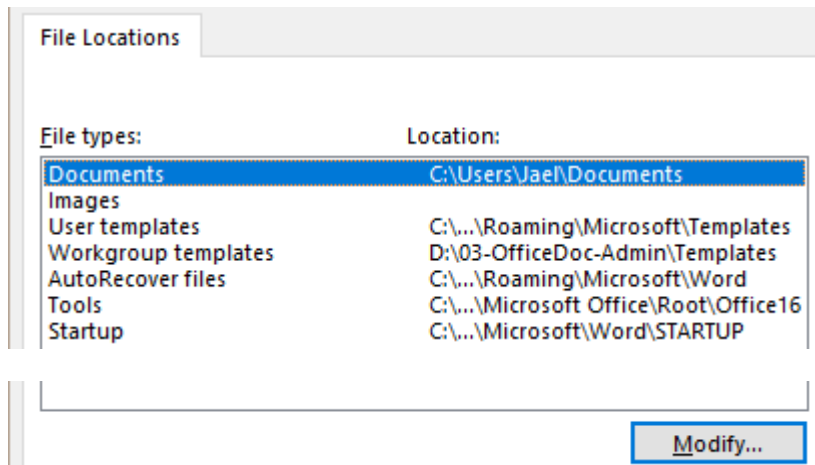 File Locations
File types: Location:
Documents C:\Users\Jael\Documents
Images
User templates C:\...\Roaming\Microsoft\Templates
Workgroup templates D:\03-OfficeDoc-Admin\Templates
AutoRecover files C:\...\Roaming\Microsoft\Word
Tools C:\...\Microsoft Office\Root\Office16
Startup C:\...\Microsoft\Word\STARTUP
Modify...